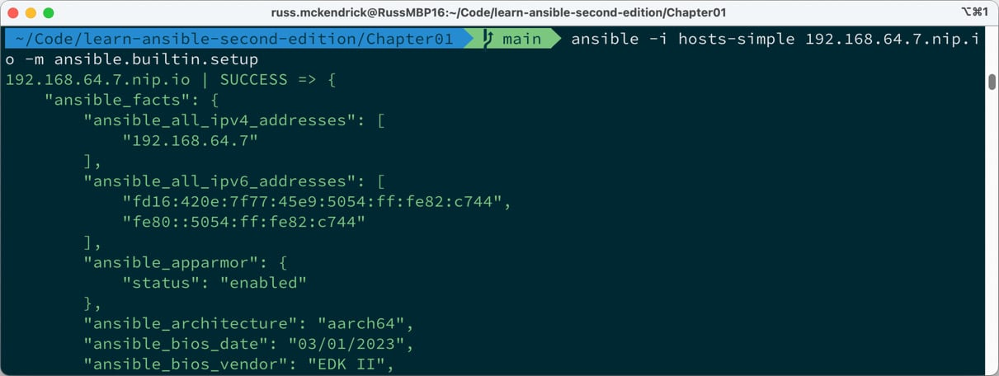 russ.mckendrick@RussMBP16:~/Code/learn-ansible-second-edition/Chapter01 ⌥⌘1
~/Code/learn-ansible-second-edition/Chapter01 main ansible -i hosts-simple 192.168.64.7.nip.i
o -m ansible.builtin.setup
192.168.64.7.nip.io | SUCCESS => {
    "ansible_facts": {
        "ansible_all_ipv4_addresses": [
            "192.168.64.7"
        ],
        "ansible_all_ipv6_addresses": [
            "fd16:420e:7f77:45e9:5054:ff:fe82:c744",
            "fe80::5054:ff:fe82:c744"
        ],
        "ansible_apparmor": {
            "status": "enabled"
        },
        "ansible_architecture": "aarch64",
        "ansible_bios_date": "03/01/2023",
        "ansible_bios_vendor": "EDK II",